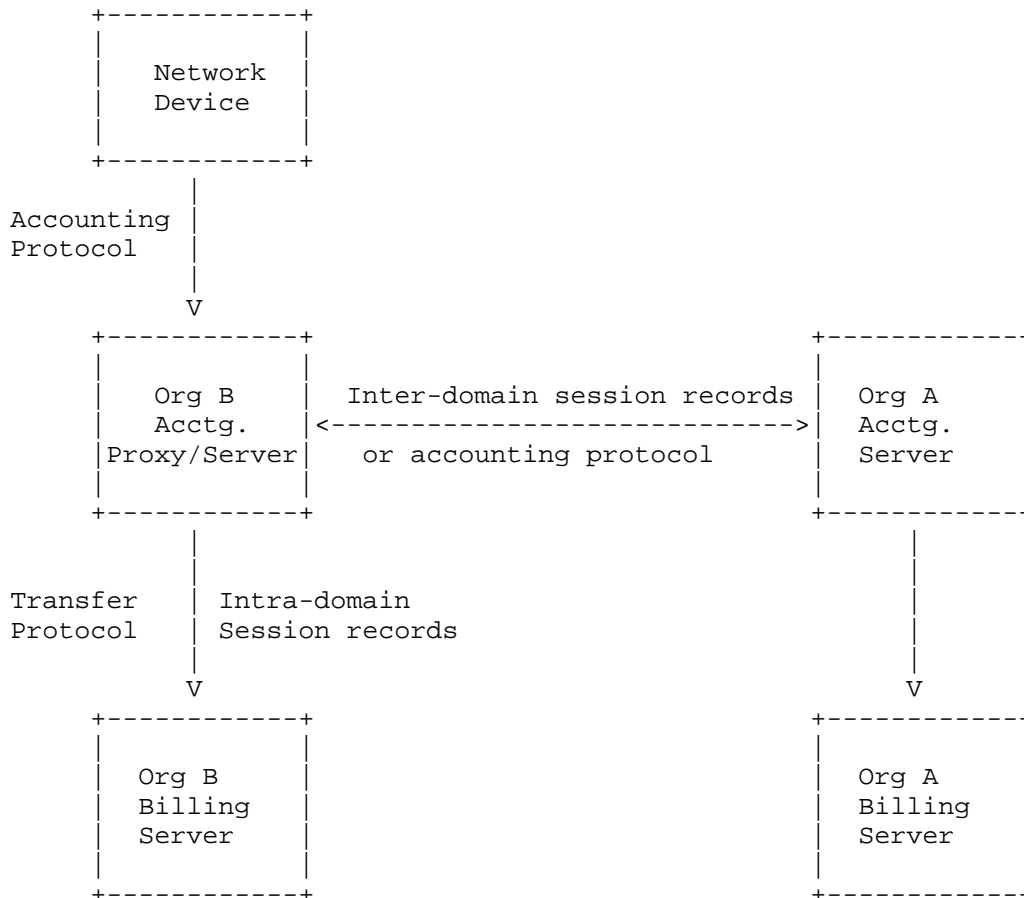 Network
Device
Accounting
Protocol
V
Org B Inter-domain session records Org A
Acctg. Acctg.
Proxy/Server or accounting protocol Server
Transfer Intra-domain
Protocol Session records
V V
Org B Org A
Billing Billing
Server Server